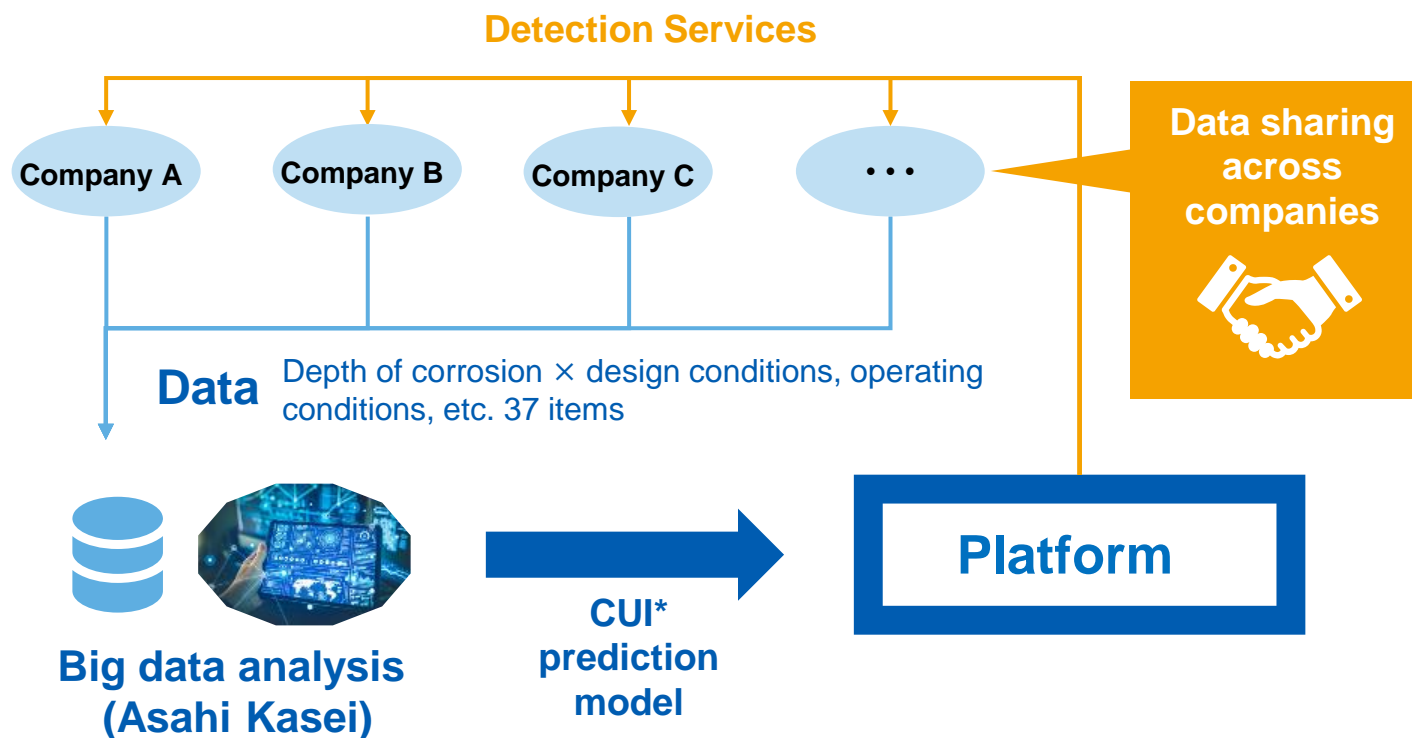 Detection Services
Company A
Company B
Company C
• • •
Data sharing
across
companies
Data
Depth of corrosion × design conditions, operating
conditions, etc. 37 items
Big data analysis
(Asahi Kasei)
CUI*
prediction
model
Platform